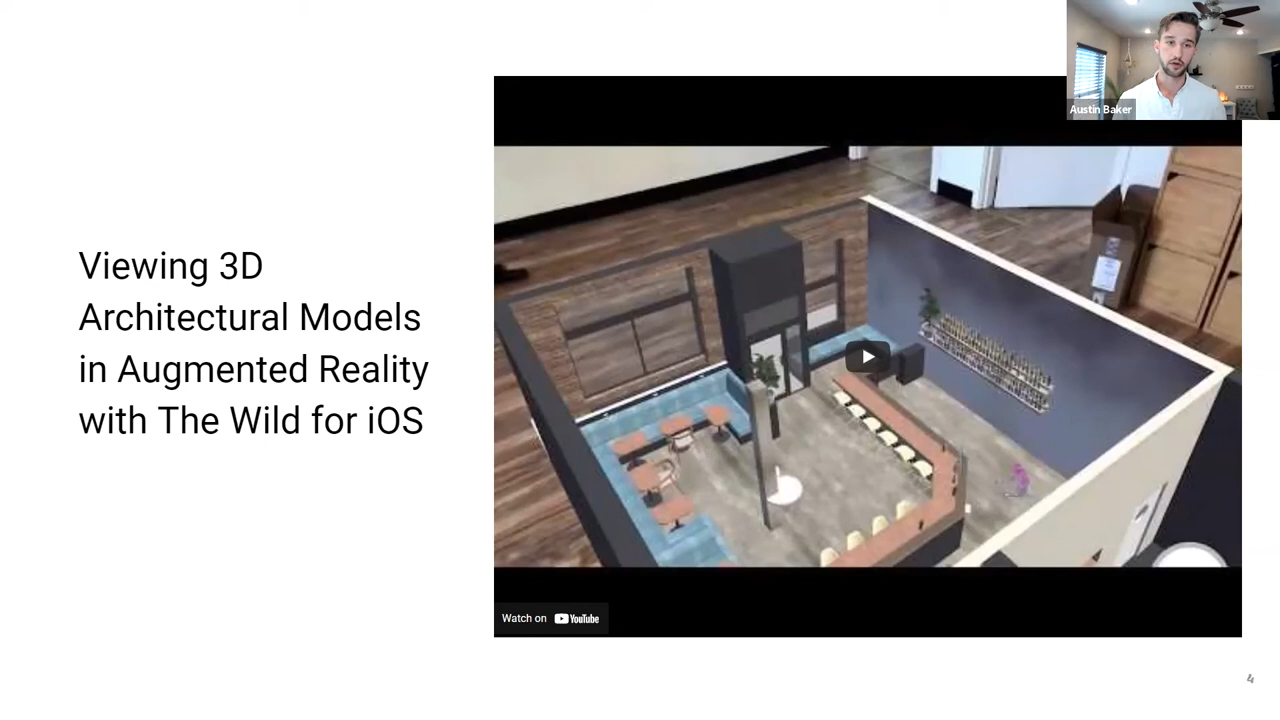 Austin Baker
Viewing 3D
Architectural Models
in Augmented Reality
with The Wild for iOS
Watch on YouTube
4